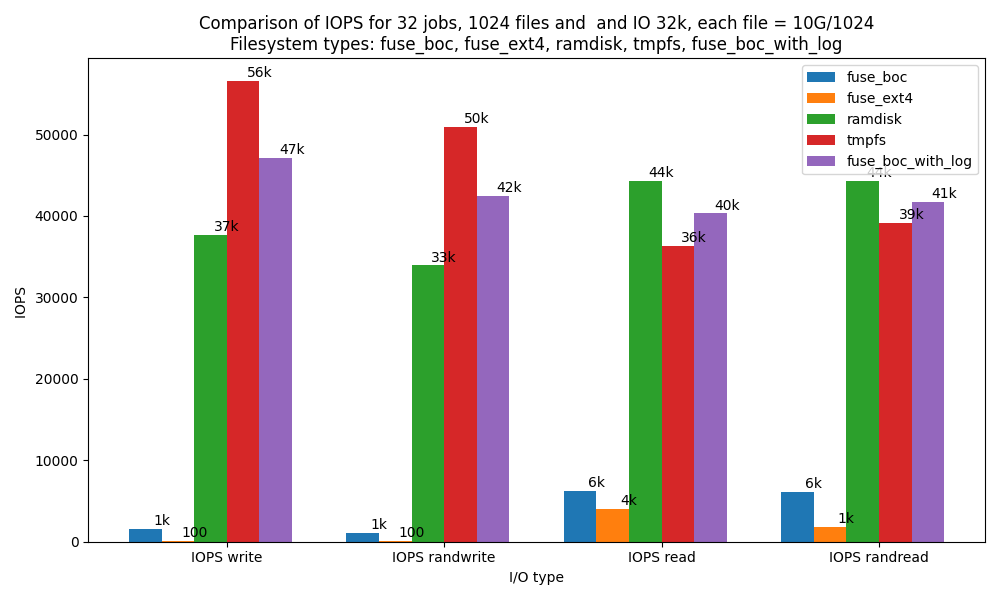 Comparison of IOPS for 32 jobs, 1024 files and  and IO 32k, each file = 10G/1024
Filesystem types: fuse_boc, fuse_ext4, ramdisk, tmpfs, fuse_boc_with_log
fuse_boc
fuse_ext4
ramdisk
tmpfs
fuse_boc_with_log
IOPS
50000
40000
30000
20000
10000
0
1k
100
37k
56k
47k
1k
100
33k
50k
42k
6k
4k
44k
36k
40k
6k
1k
44k
39k
41k
IOPS write
IOPS randwrite
IOPS read
IOPS randread
I/O type